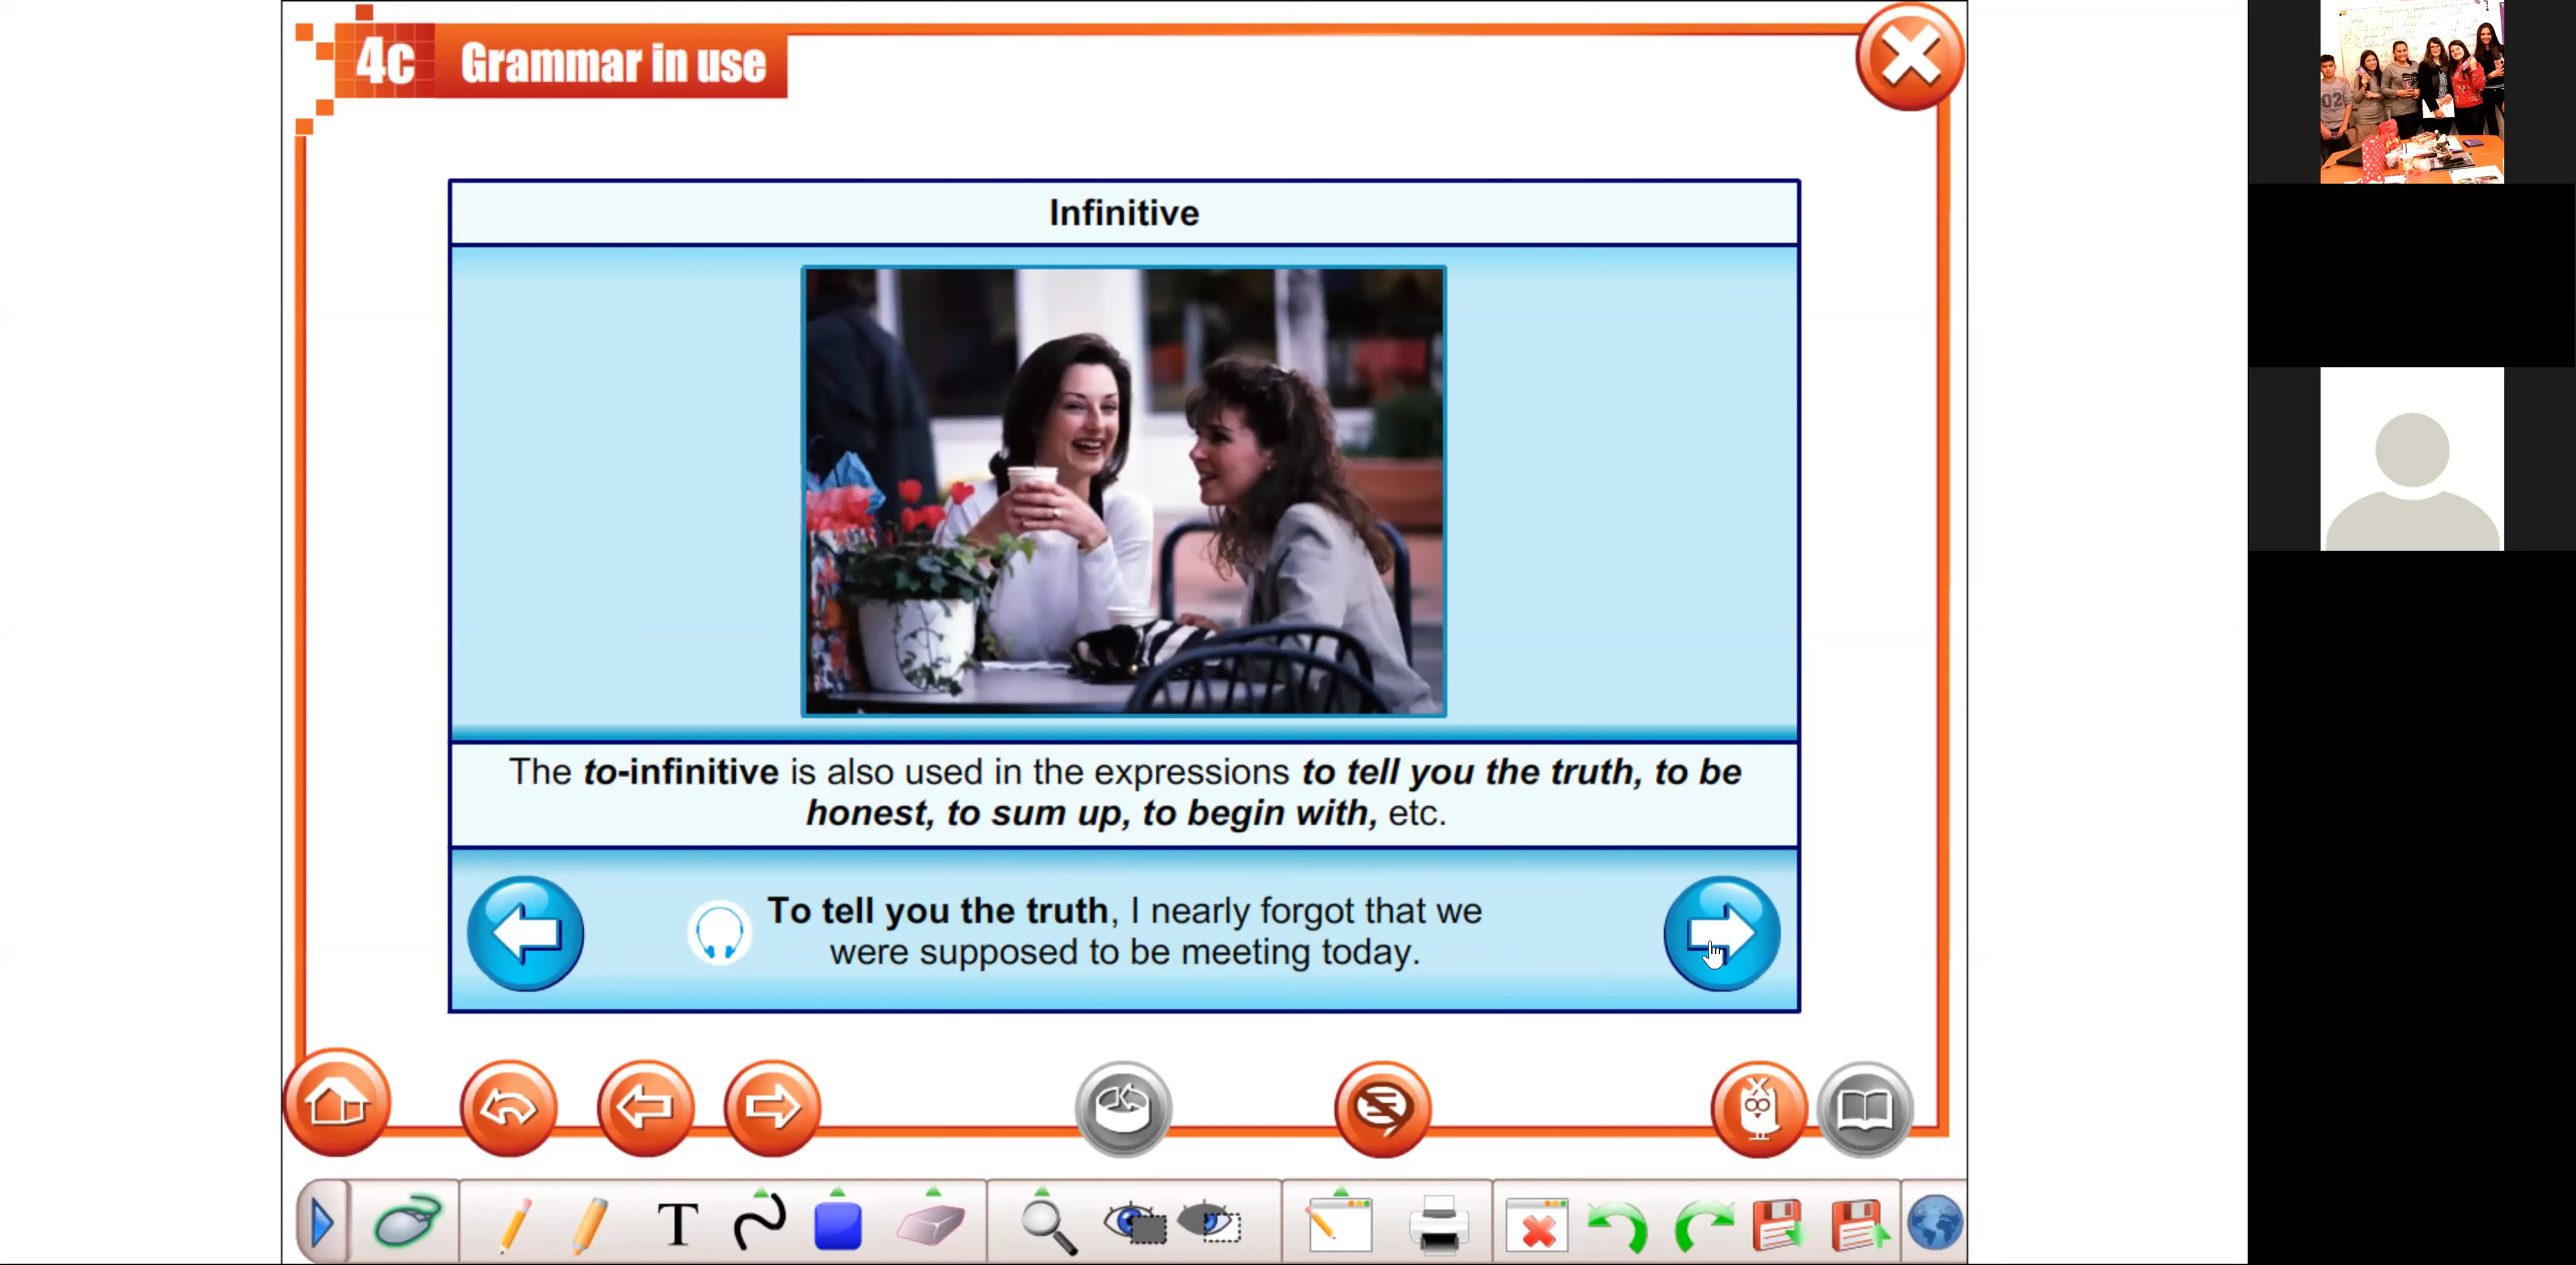 4c Grammar in use
Infinitive
The to-infinitive is also used in the expressions to tell you the truth, to be
honest, to sum up, to begin with, etc.
To tell you the truth, I nearly forgot that we
were supposed to be meeting today.
T
02